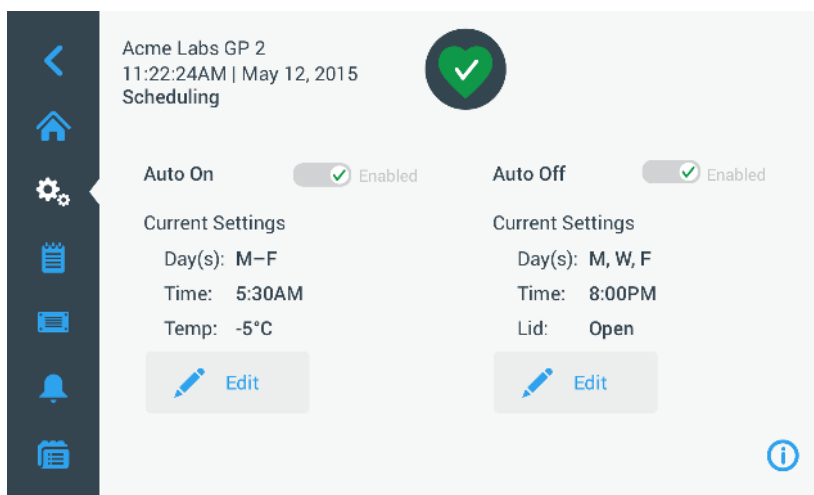 Acme Labs GP 2
11:22:24AM | May 12, 2015
Scheduling
Auto On Enabled
Auto Off Enabled
Current Settings
Day(s): M–F
Time: 5:30AM
Temp: -5°C
Edit
Current Settings
Day(s): M, W, F
Time: 8:00PM
Lid: Open
Edit